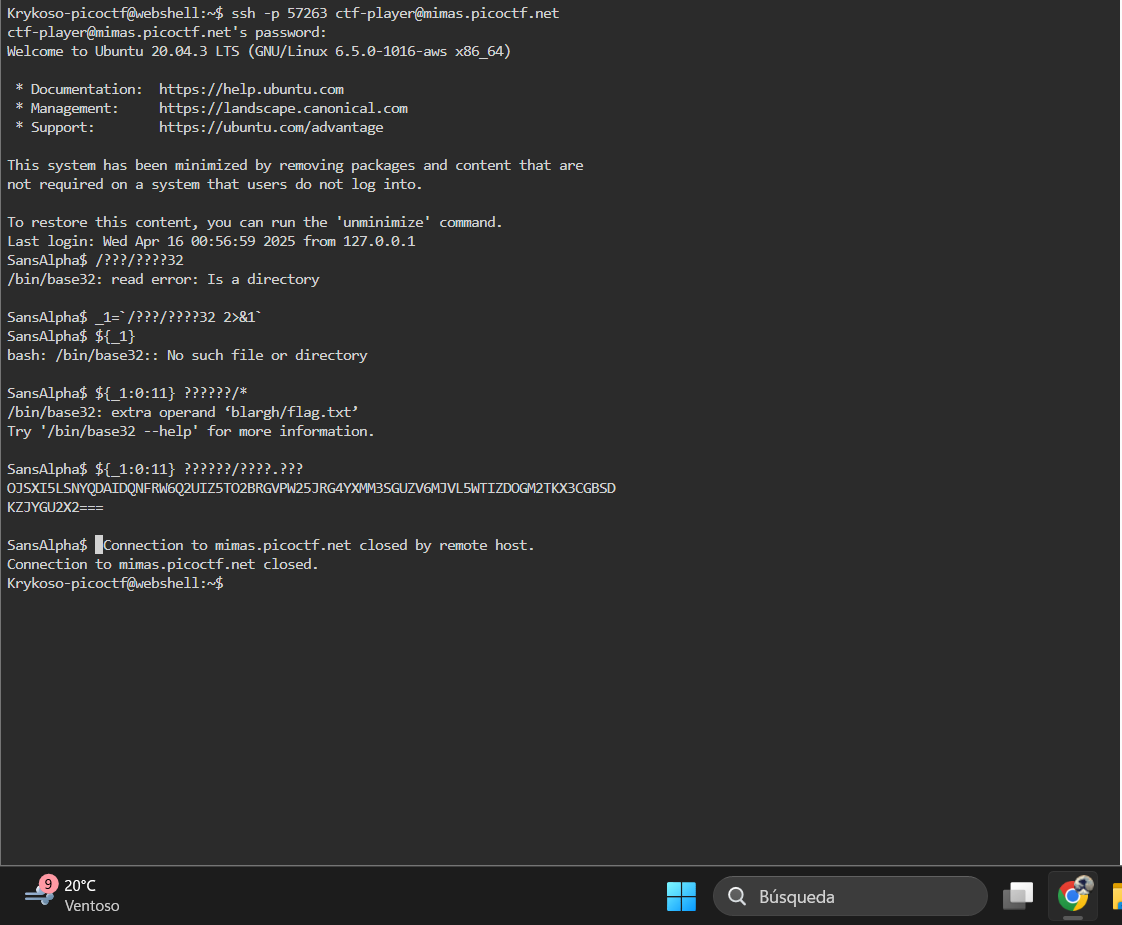 Krykoso-picoctf@webshell:~$ ssh -p 57263 ctf-player@mimas.picoctf.net
ctf-player@mimas.picoctf.net's password:
Welcome to Ubuntu 20.04.3 LTS (GNU/Linux 6.5.0-1016-aws x86_64)

 * Documentation:  https://help.ubuntu.com
 * Management:     https://landscape.canonical.com
 * Support:        https://ubuntu.com/advantage

This system has been minimized by removing packages and content that are
not required on a system that users do not log into.

To restore this content, you can run the 'unminimize' command.
Last login: Wed Apr 16 00:56:59 2025 from 127.0.0.1
SansAlpha$ /???/????32
/bin/base32: read error: Is a directory

SansAlpha$ _1=`/???/????32 2>&1`
SansAlpha$ ${_1}
bash: /bin/base32:: No such file or directory

SansAlpha$ ${_1:0:11} ??????/*
/bin/base32: extra operand ‘blargh/flag.txt’
Try '/bin/base32 --help' for more information.

SansAlpha$ ${_1:0:11} ??????/????.???
OJSXI5LSNYQDAIDQNFRW6Q2UIZ5TO2BRGVPW25JRG4YXMM3SGUZV6MJVL5WTIZDOGM2TKX3CGBSD
KZJYGU2X2===

SansAlpha$ Connection to mimas.picoctf.net closed by remote host.
Connection to mimas.picoctf.net closed.
Krykoso-picoctf@webshell:~$
9
20°C
Ventoso
Búsqueda